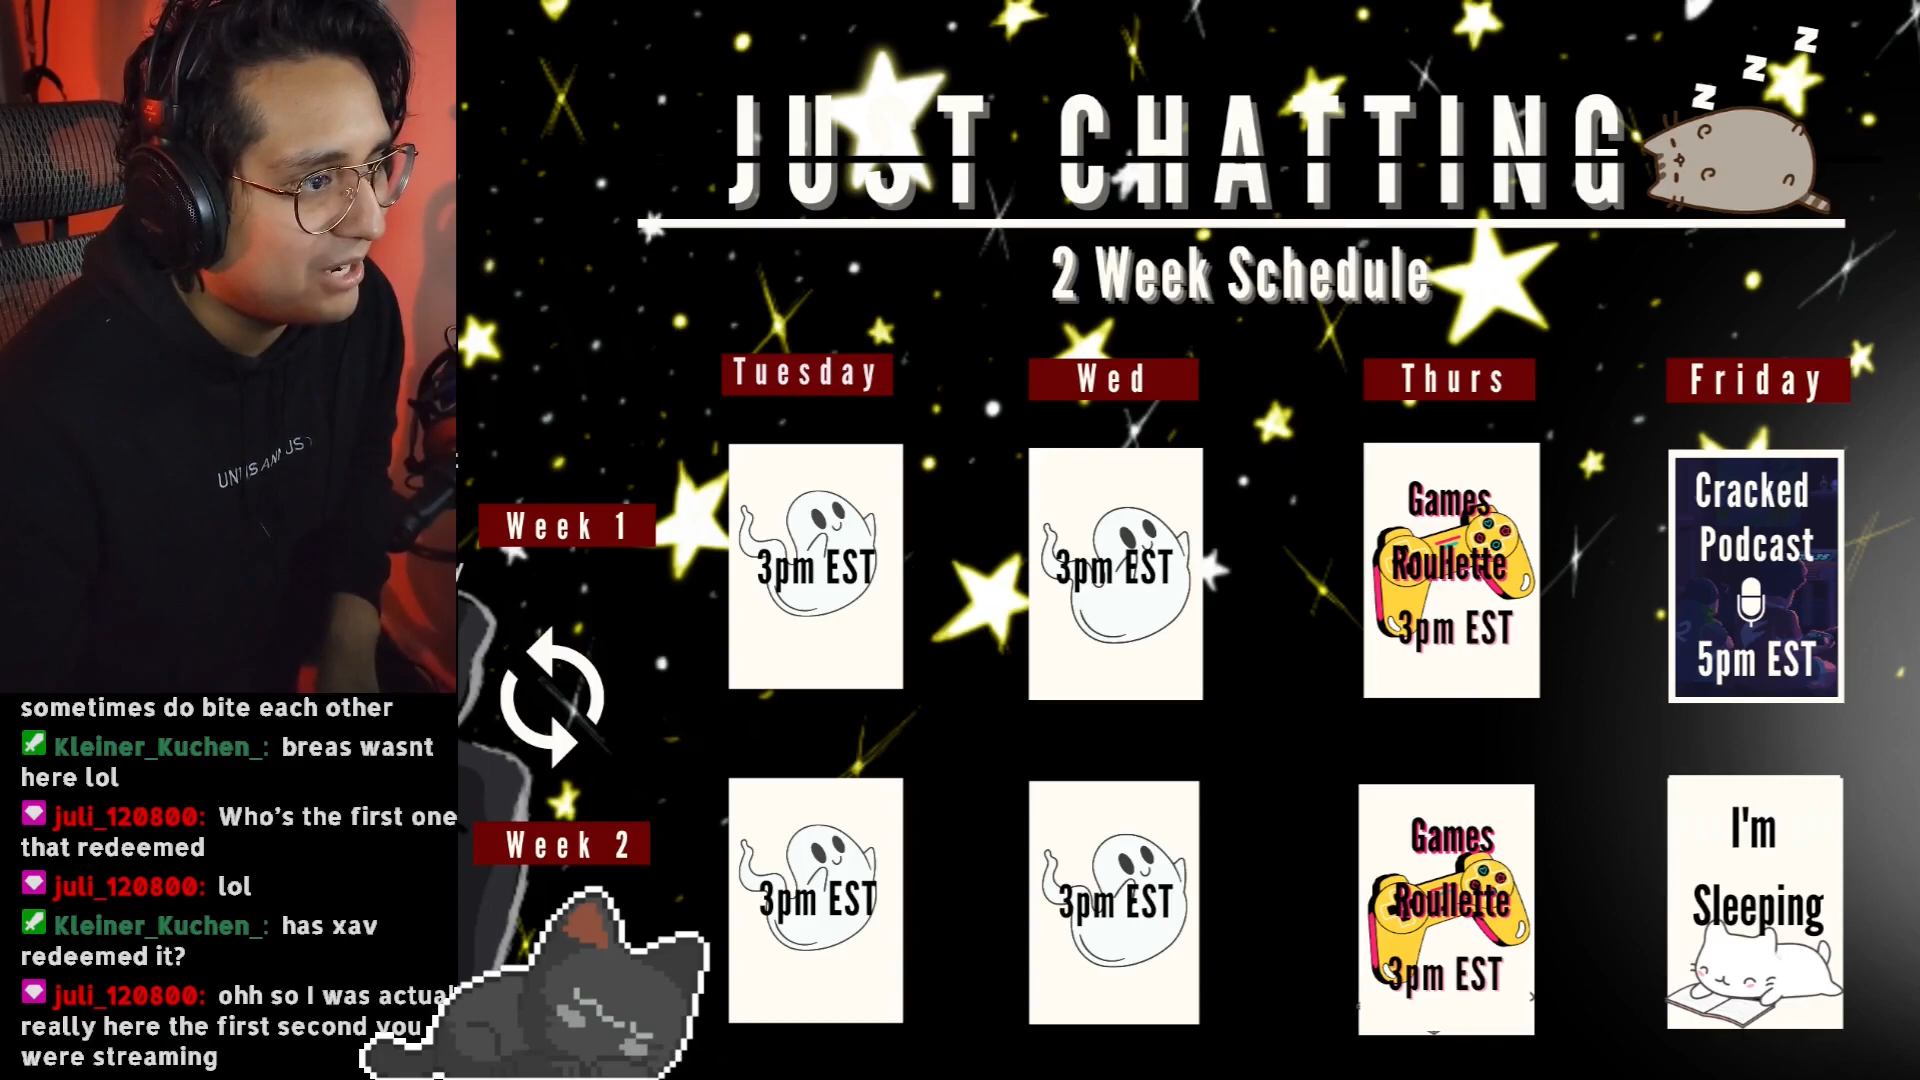 JUST CHATTING
z z z
2 Week Schedule
Tuesday Wed Thurs Friday
Week 1
3pm EST
3pm EST
Games
Roullette
3pm EST
Cracked
Podcast
5pm EST
Week 2
3pm EST
3pm EST
Games
Roullette
3pm EST
I'm
Sleeping
sometimes do bite each other
Kleiner_Kuchen_: breas wasnt
here lol
juli_120800: Who's the first one
that redeemed
juli_120800: lol
Kleiner_Kuchen_: has xav
redeemed it?
juli_120800: ohh so I was actual
really here the first second you
were streaming